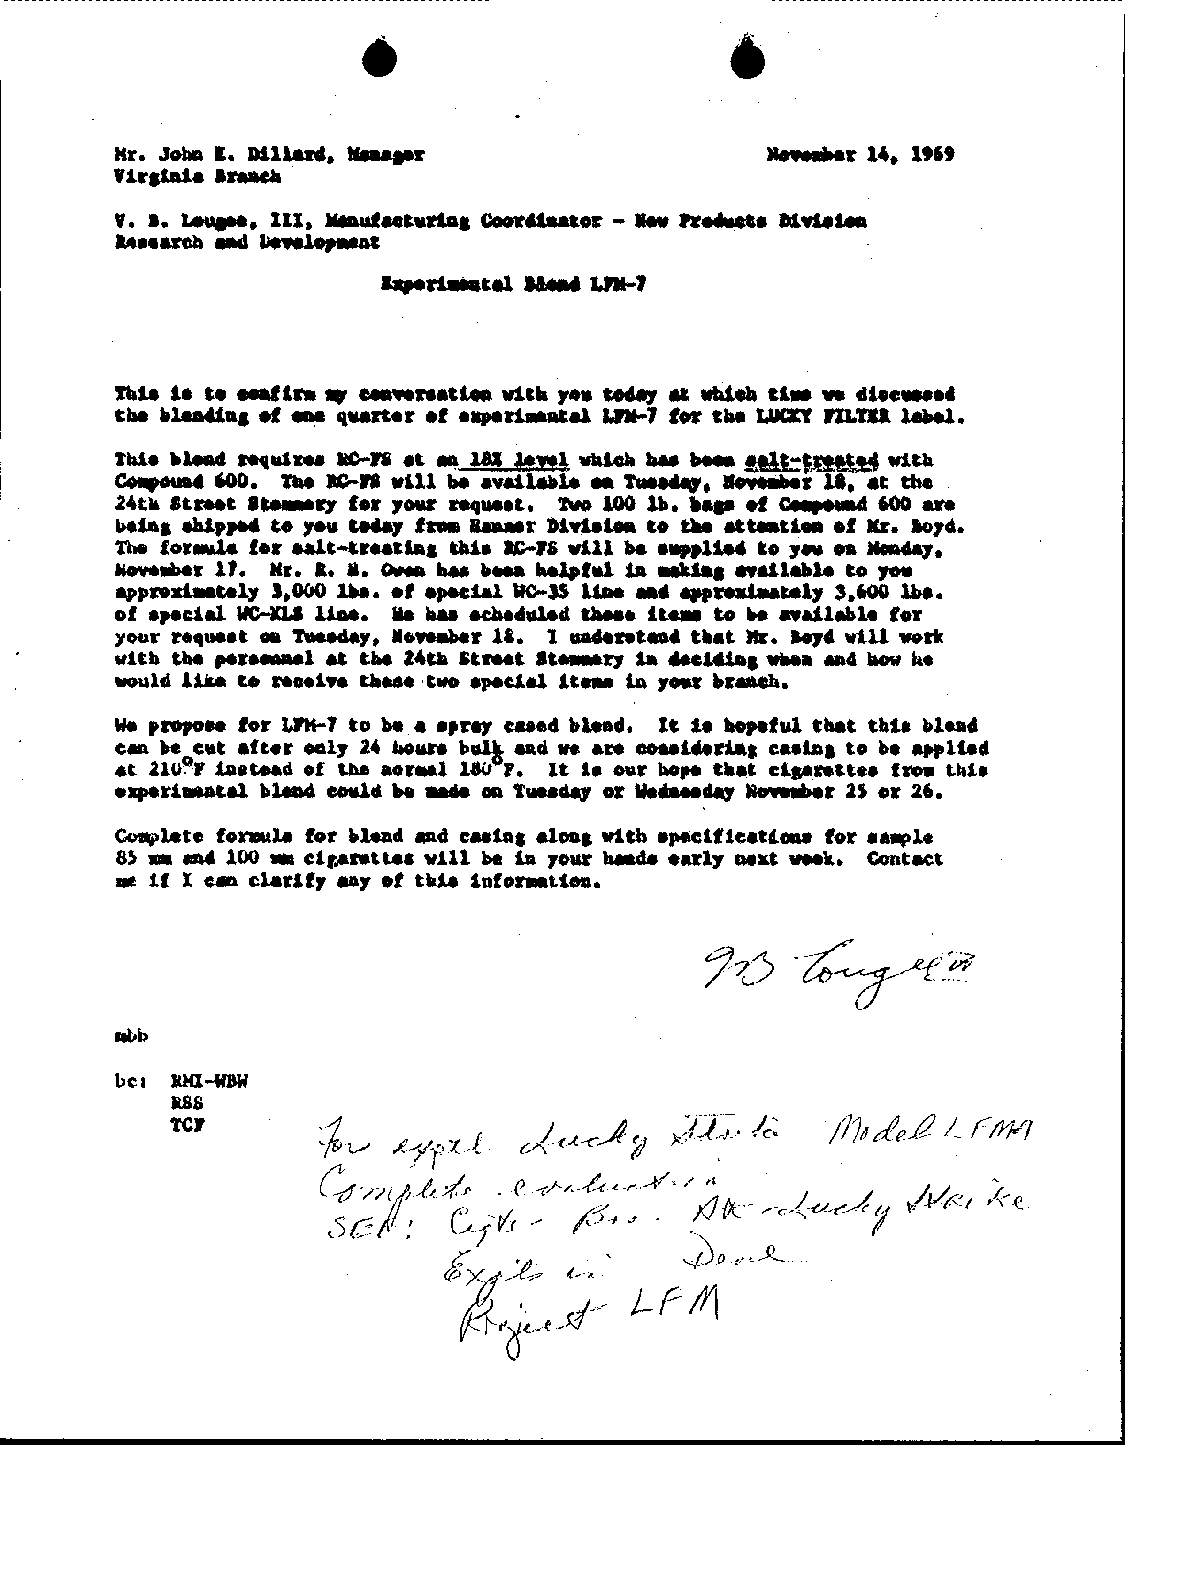 Mr. John E. Dillard, Manager November 14, 1969
Virginia Branch
V. B. Lougee, III, Manufacturing Coordinator - New Products Division
Research and Development
Experimental Blend LFM-7
This is to confirm my conversation with you today at which time we discussed
the blending of one quarter of experimental LFM-7 for the LUCKY FILTER label.
This blend requires RC-FS at an 18% level which has been salt-treated with
Compound 600. The RC-FS will be available on Tuesday, November 18, at the
24th Street Stemmery for your request. Two 100 lb. bags of Compound 600 are
being shipped to you today from Hanmer Division to the attention of Mr. Boyd.
The formula for salt-treating this RC-FS will be supplied to you on Monday,
November 17. Mr. R. H. Owen has been helpful in making available to you
approximately 3,000 lbs. of special WC-3S line and approximately 3,600 lbs.
of special WC-XLS line. He has scheduled these items to be available for
your request on Tuesday, November 18. I understand that Mr. Boyd will work
with the personnel at the 24th Street Stemmery in deciding when and how he
would like to receive these two special items in your branch.
We propose for LFM-7 to be a spray cased blend. It is hopeful that this blend
can be cut after only 24 hours bulk and we are considering casing to be applied
at 210°F instead of the normal 180°F. It is our hope that cigarettes from this
experimental blend could be made on Tuesday or Wednesday November 25 or 26.
Complete formula for blend and casing along with specifications for sample
85 mm and 100 mm cigarettes will be in your hands early next week. Contact
me if I can clarify any of this information.
VB Lougee III
mbb
bc: RMI-WBW
RSS
TCF
For exptl Lucky Model
Complete evaluation
SEA: Lucky Strike
Exptls in
Project LFM